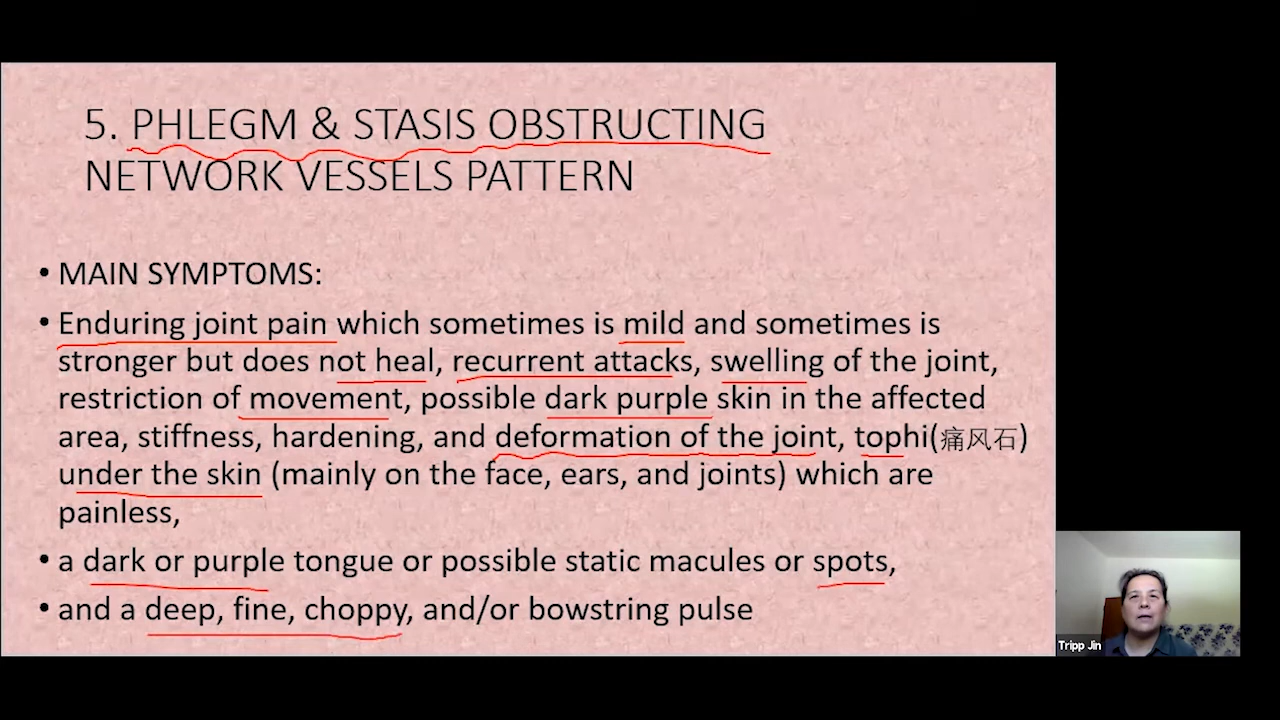 5. PHLEGM & STASIS OBSTRUCTING
NETWORK VESSELS PATTERN
• MAIN SYMPTOMS:
• Enduring joint pain which sometimes is mild and sometimes is
stronger but does not heal, recurrent attacks, swelling of the joint,
restriction of movement, possible dark purple skin in the affected
area, stiffness, hardening, and deformation of the joint, tophi(痛风石)
under the skin (mainly on the face, ears, and joints) which are
painless,
• a dark or purple tongue or possible static macules or spots,
• and a deep, fine, choppy, and/or bowstring pulse
Tripp Jin